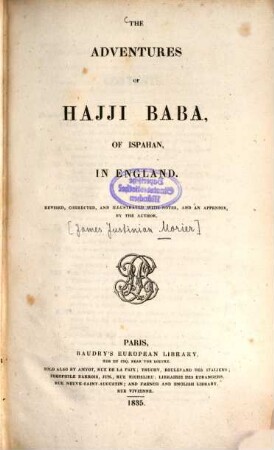 THE
ADVENTURES
OF
HAJJI BABA,
OF ISPAHAN,
IN ENGLAND.
REVISED, CORRECTED, AND ILLUSTRATED WITH NOTES, AND AN APPENDIX,
BY THE AUTHOR.
[James Justinian Morier]
PARIS,
BAUDRY'S EUROPEAN LIBRARY,
RUE DU COQ, NEAR THE LOUVRE.
SOLD ALSO BY AMYOT, RUE DE LA PAIX; TRUCHY, BOULEVARD DES ITALIENS;
THEOPHILE BARROIS, JUN., RUE RICHELIEU; LIBRAIRIE DES ETRANGERS,
RUE NEUVE-SAINT-AUGUSTIN; AND FRENCH AND ENGLISH LIBRARY,
RUE VIVIENNE.
1835.